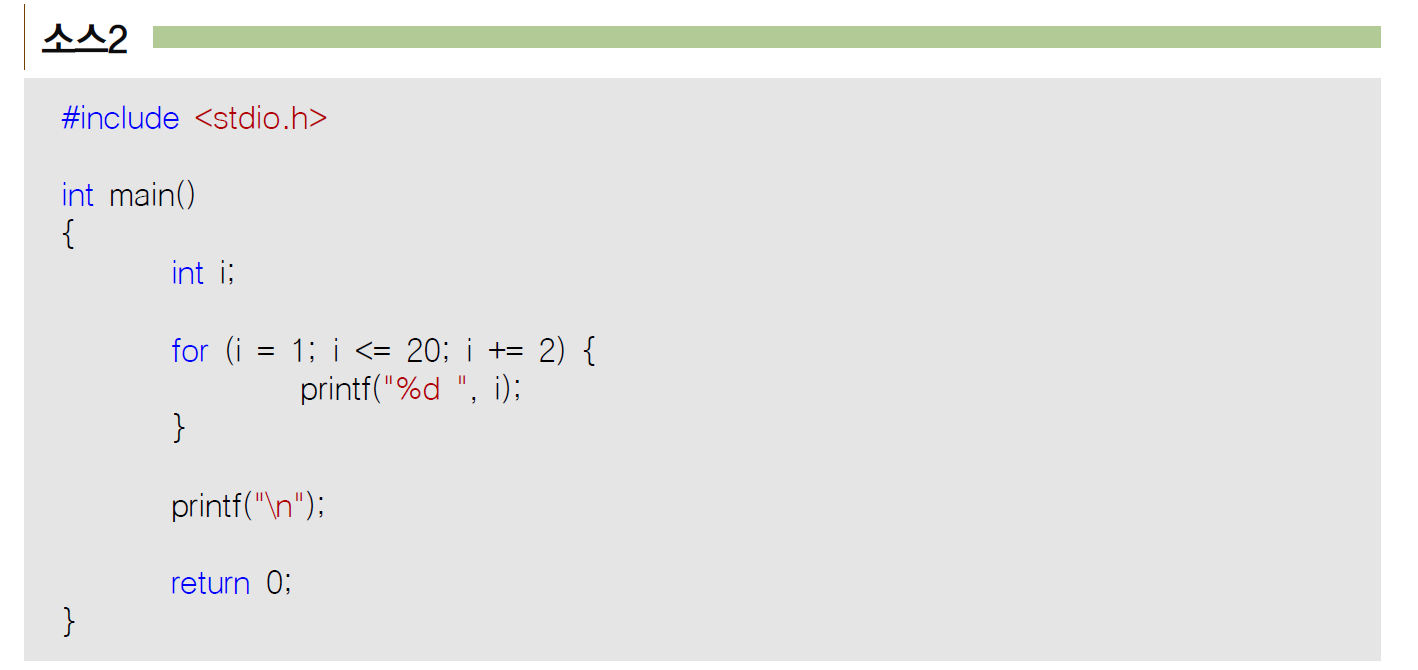 소스2
#include <stdio.h>
int main()
{
int i;
for (i = 1; i <= 20; i += 2) {
printf("%d ", i);
}
printf("\n");
return 0;
}